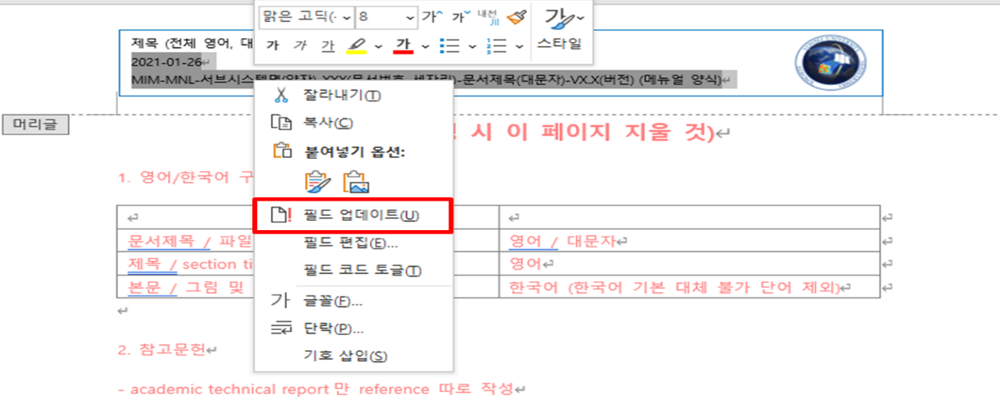 맑은 고딕(- 8 가 가 내천 川
가 가 가 가 스타일
제목 (전체 영어, 대
2021-01-26
MIM-MNL-서브시스템명(약자)-XXX(문서번호 세자리)-문서제목(대문자)-VX.X(버전) (메뉴얼 양식)
머리글
잘라내기(T)
복사(C)
붙여넣기 옵션:
필드 업데이트(U)
필드 편집(E)...
필드 코드 토글(T)
가 글꼴(F)...
단락(P)...
기호 삽입(S)
시 이 페이지 지울 것)
1. 영어/한국어 구
문서제목 / 파일 영어 / 대문자
제목 / section ti 영어
본문 / 그림 및 한국어 (한국어 기본 대체 불가 단어 제외)
2. 참고문헌
- academic technical report 만 reference 따로 작성